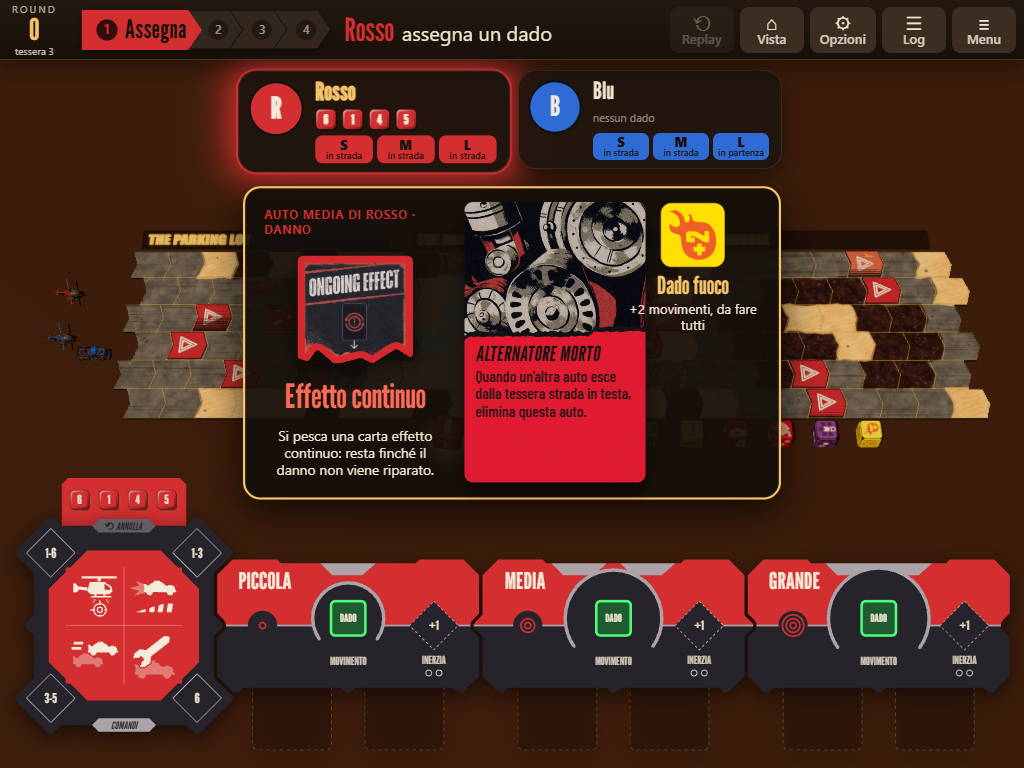 ROUND
0
tessera 3
1 Assegna
2
3
4
Rosso assegna un dado
Replay
Vista
Opzioni
Log
Menu
R
Rosso
6 1 4 5
S
in strada
M
in strada
L
in strada
B
Blu
nessun dado
S
in strada
M
in strada
L
in partenza
THE PARKING LO
AUTO MEDIA DI ROSSO ·
DANNO
ONGOING EFFECT
Effetto continuo
Si pesca una carta effetto
continuo: resta finché il
danno non viene riparato.
ALTERNATORE MORTO
Quando un'altra auto esce
dalla tessera strada in testa,
elimina questa auto.
2+
Dado fuoco
+2 movimenti, da fare
tutti
6 1 4 5
ANNULLA
1-6
1-3
3-5
6
COMANDI
PICCOLA
DADO
MOVIMENTO
+1
INERZIA
MEDIA
DADO
MOVIMENTO
+1
INERZIA
GRANDE
DADO
MOVIMENTO
+1
INERZIA